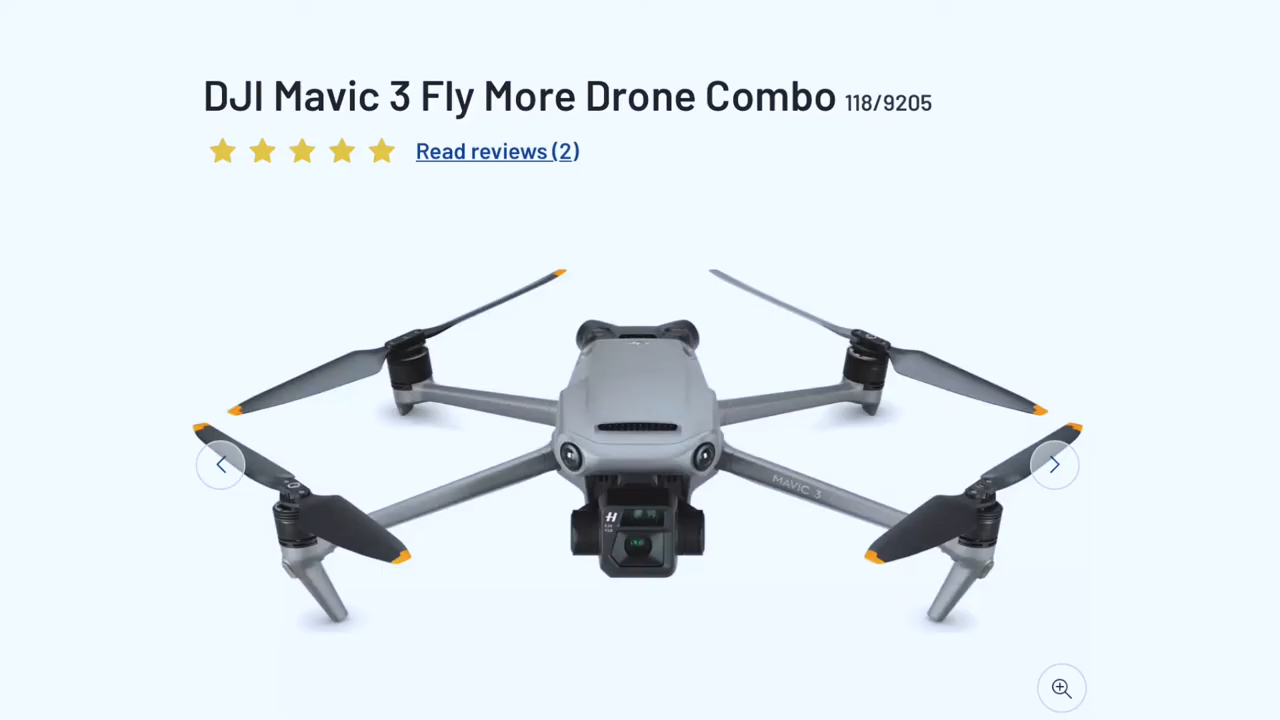 DJI Mavic 3 Fly More Drone Combo 118/9205
Read reviews (2)
MAVIC 3
H